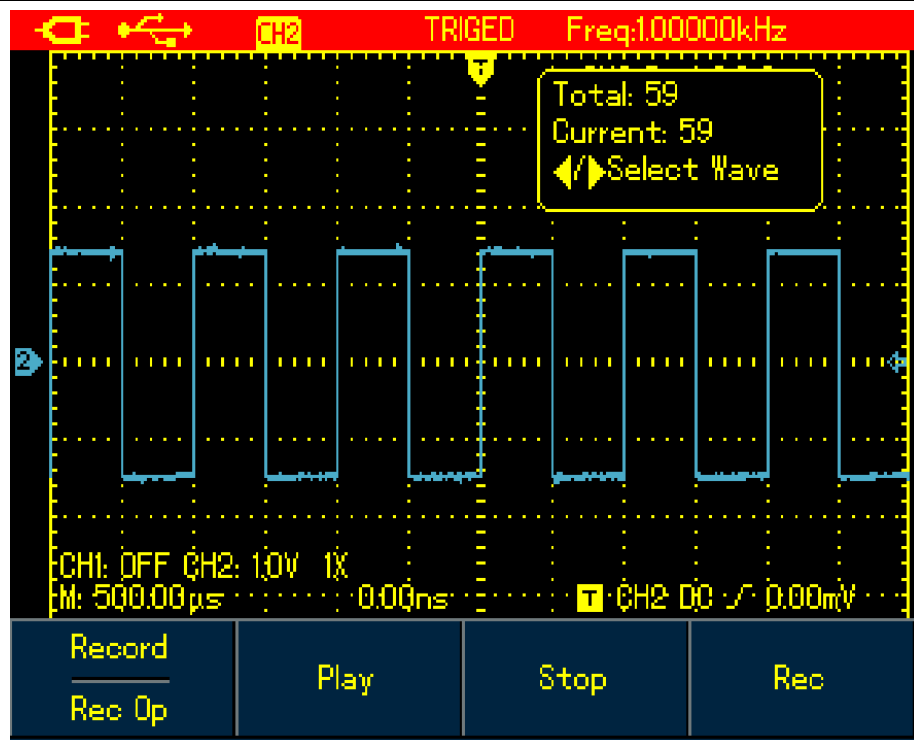 CH2 TRIGED Freq:1.00000kHz
T
Total: 59
Current: 59
◀/▶Select Wave
2
CH1: OFF CH2: 1.0V 1X
M: 500.00μs 0.00ns T CH2 DC 0.00mV
Record
Rec Op
Play
Stop
Rec